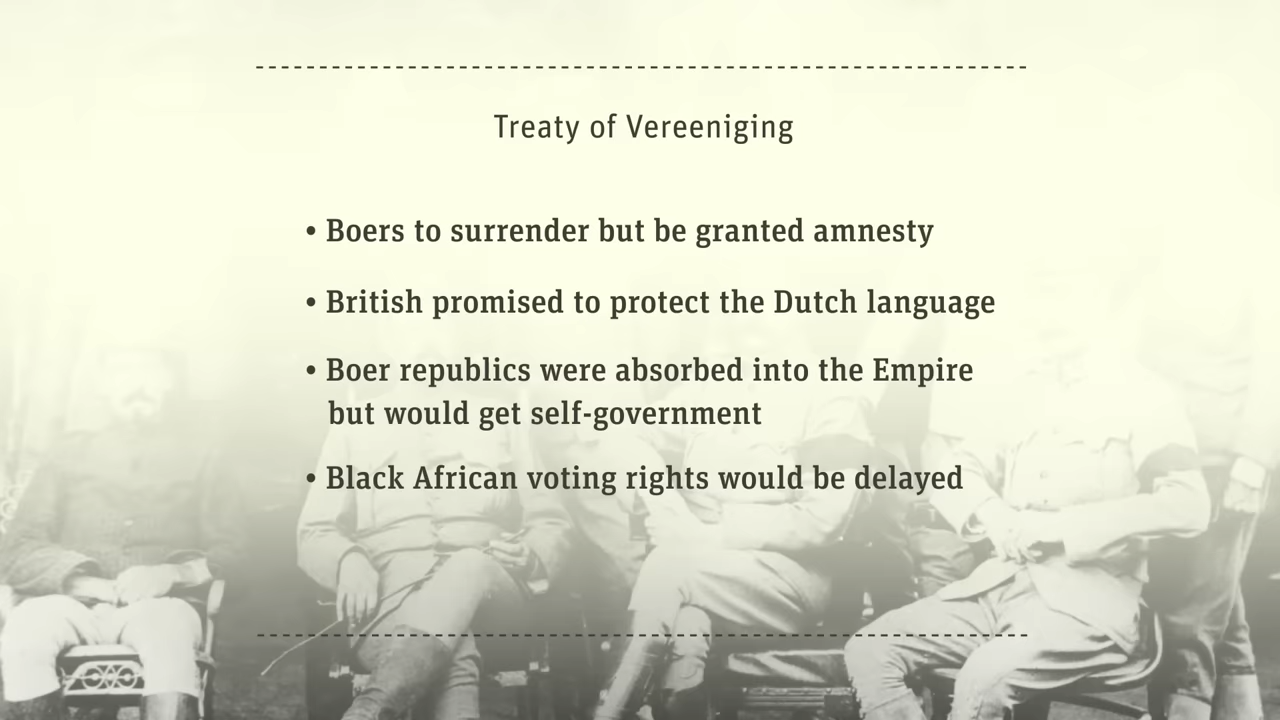 Treaty of Vereeniging
• Boers to surrender but be granted amnesty
• British promised to protect the Dutch language
• Boer republics were absorbed into the Empire
but would get self-government
• Black African voting rights would be delayed